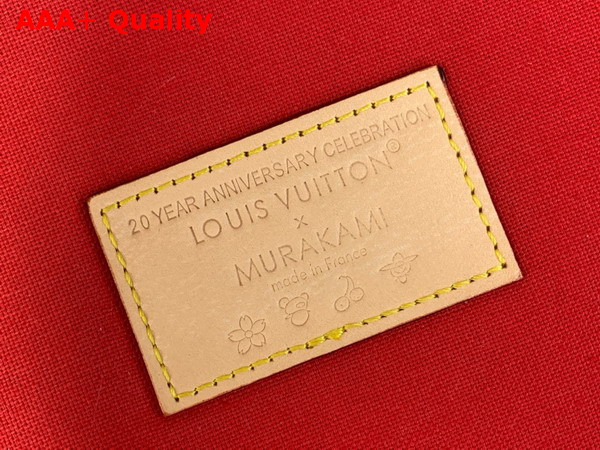 AAA+ Quality
20 YEAR ANNIVERSARY CELEBRATION
LOUIS VUITTON®
x
MURAKAMI
made in France